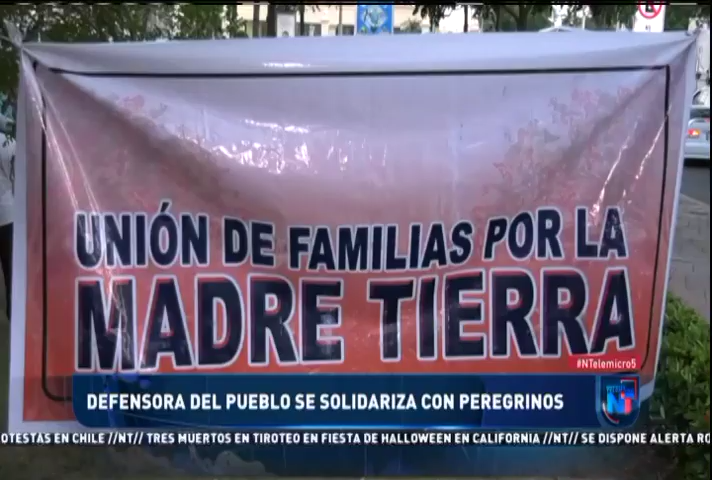 UNIÓN DE FAMILIAS POR LA
MADRE TIERRA
#NTelemicro5
DEFENSORA DEL PUEBLO SE SOLIDARIZA CON PEREGRINOS
NT
OTESTAS EN CHILE //NT// TRES MUERTOS EN TIROTEO EN FIESTA DE HALLOWEEN EN CALIFORNIA //NT// SE DISPONE ALERTA RO